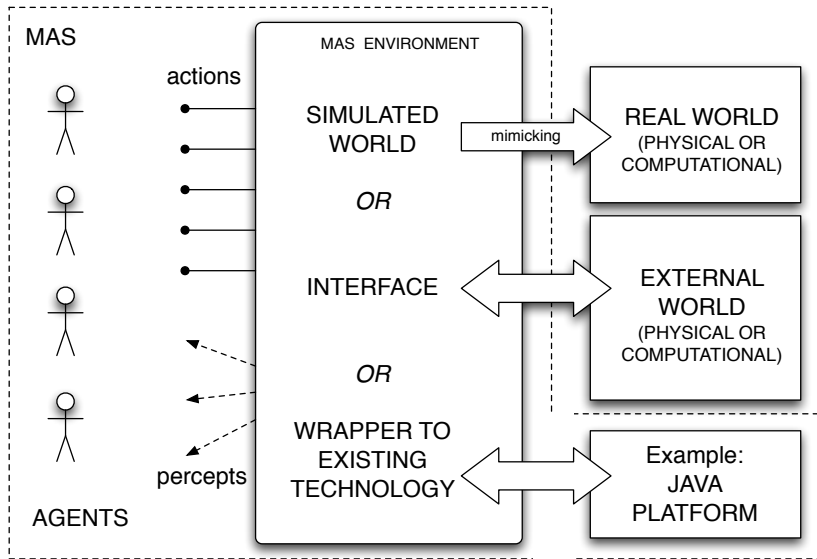 MAS
actions
percepts
AGENTS
MAS ENVIRONMENT
SIMULATED
WORLD
OR
INTERFACE
OR
WRAPPER TO
EXISTING
TECHNOLOGY
mimicking
REAL WORLD
(PHYSICAL OR
COMPUTATIONAL)
EXTERNAL
WORLD
(PHYSICAL OR
COMPUTATIONAL)
Example:
JAVA
PLATFORM